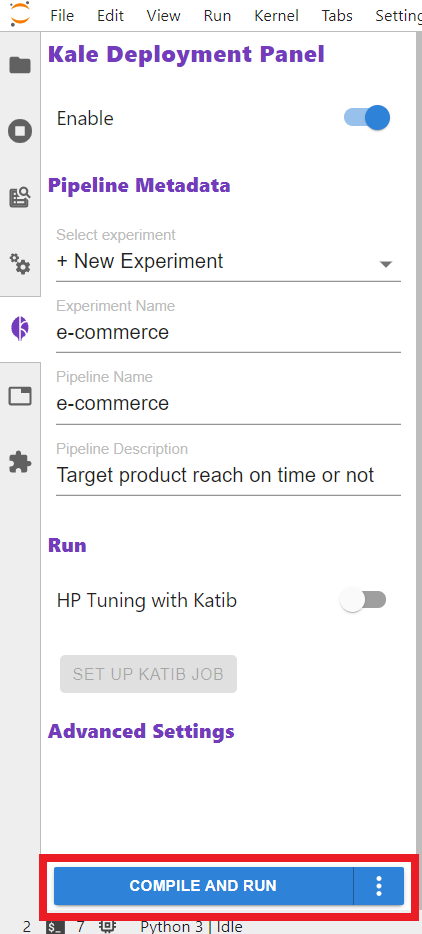 File Edit View Run Kernel Tabs Setting
Kale Deployment Panel
Enable
Pipeline Metadata
Select experiment
+ New Experiment
Experiment Name
e-commerce
Pipeline Name
e-commerce
Pipeline Description
Target product reach on time or not
Run
HP Tuning with Katib
SET UP KATIB JOB
Advanced Settings
COMPILE AND RUN
2 $_ 7 Python 3 | Idle